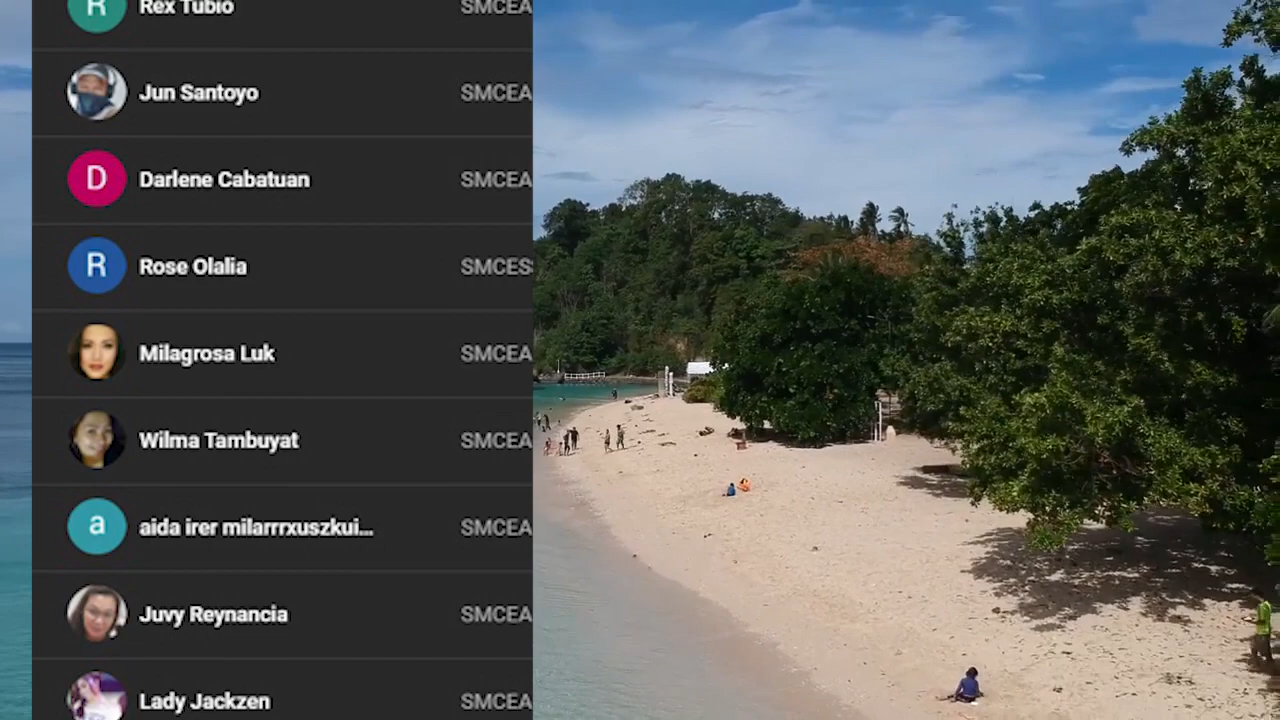 R Rex Tubio SMCEA
Jun Santoyo SMCEA
D Darlene Cabatuan SMCEA
R Rose Olalia SMCES
Milagrosa Luk SMCEA
Wilma Tambuyat SMCEA
a aida irer milarrrxuszkui... SMCEA
Juvy Reynancia SMCEA
Lady Jackzen SMCEA